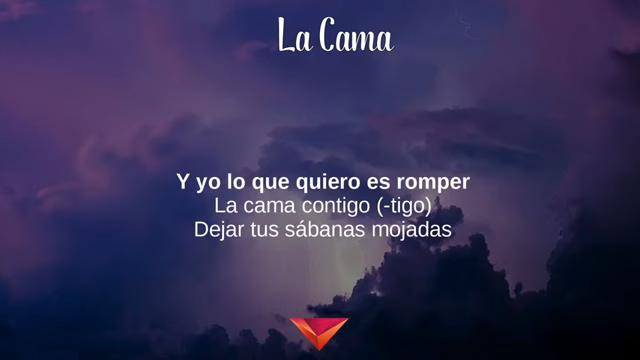 La Cama
Y yo lo que quiero es romper
La cama contigo (-tigo)
Dejar tus sábanas mojadas